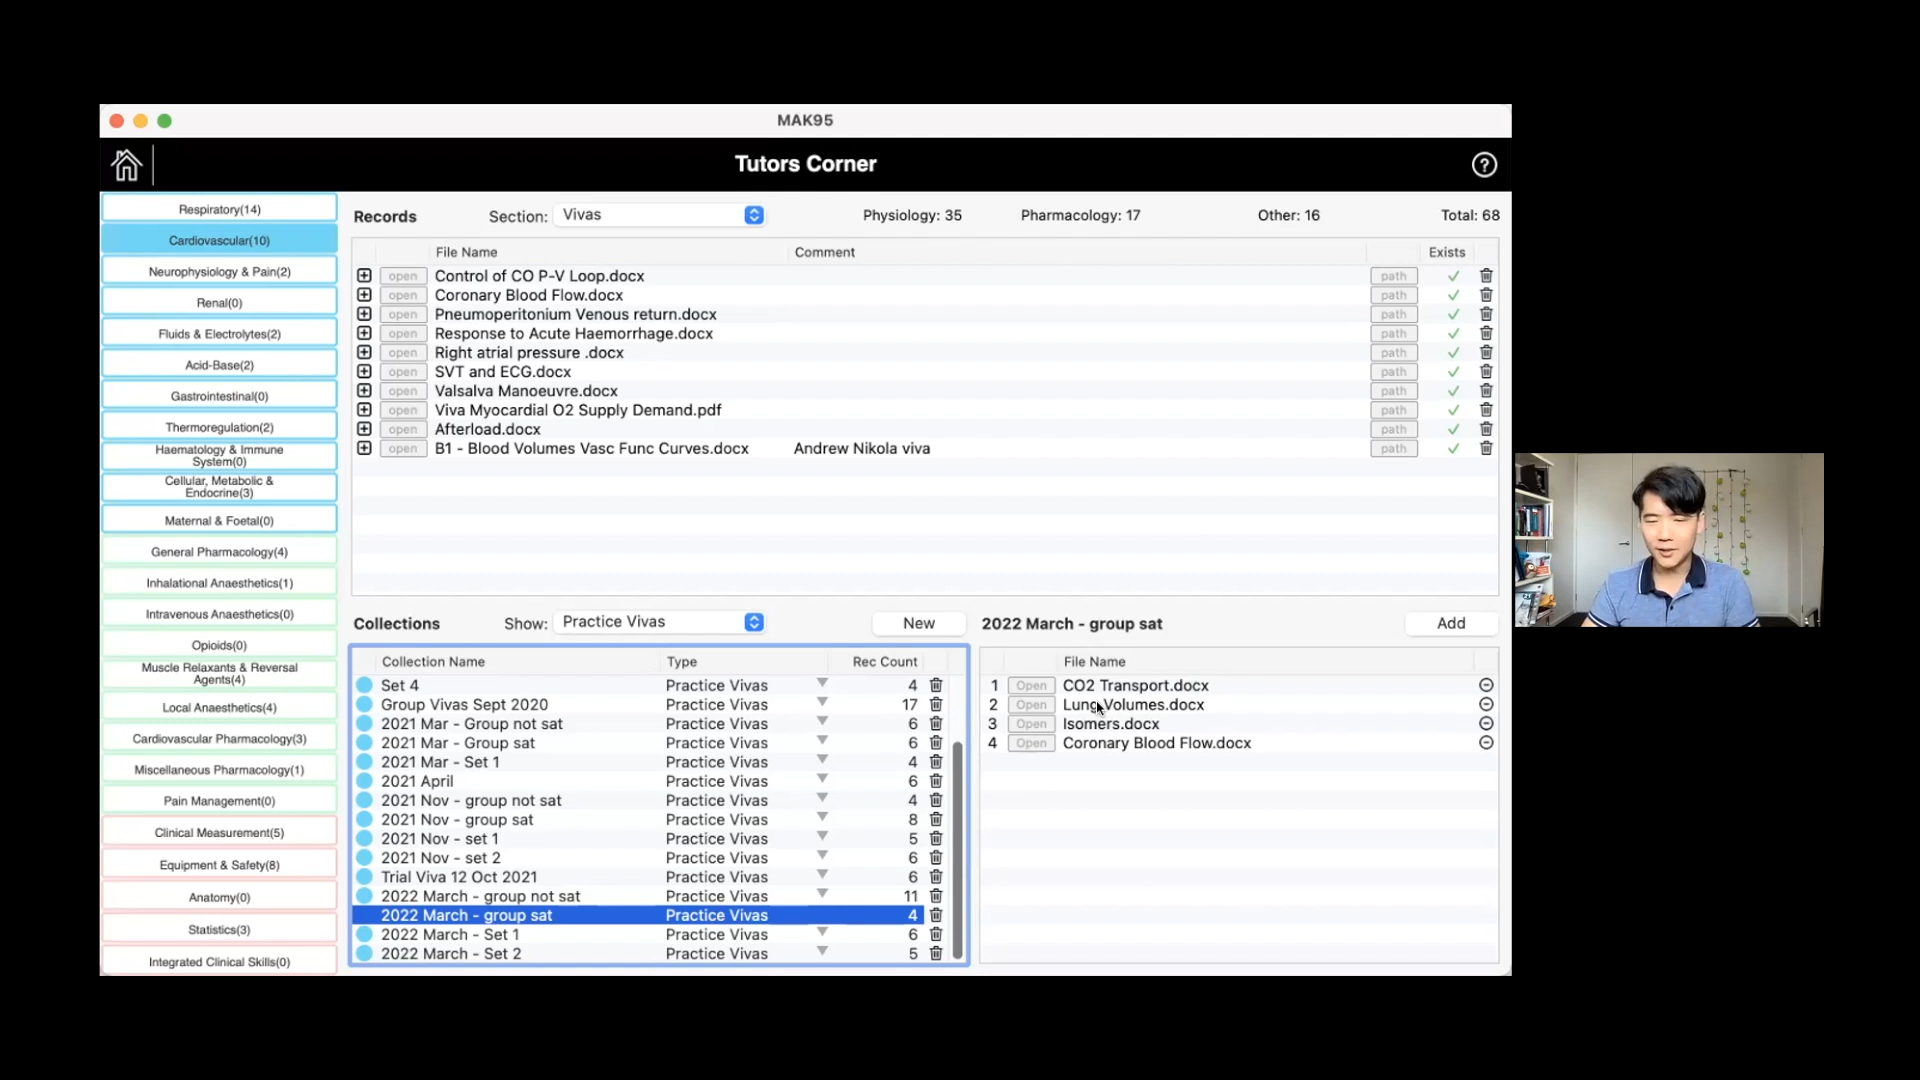 MAK95
Tutors Corner
?
Respiratory(14)
Cardiovascular(10)
Neurophysiology & Pain(2)
Renal(0)
Fluids & Electrolytes(2)
Acid-Base(2)
Gastrointestinal(0)
Thermoregulation(2)
Haematology & Immune
System(0)
Cellular, Metabolic &
Endocrine(3)
Maternal & Foetal(0)
General Pharmacology(4)
Inhalational Anaesthetics(1)
Intravenous Anaesthetics(0)
Opioids(0)
Muscle Relaxants & Reversal
Agents(4)
Local Anaesthetics(4)
Cardiovascular Pharmacology(3)
Miscellaneous Pharmacology(1)
Pain Management(0)
Clinical Measurement(5)
Equipment & Safety(8)
Anatomy(0)
Statistics(3)
Integrated Clinical Skills(0)
Records Section: Vivas Physiology: 35 Pharmacology: 17 Other: 16 Total: 68
File Name Comment Exists
open Control of CO P-V Loop.docx path
open Coronary Blood Flow.docx path
open Pneumoperitonium Venous return.docx path
open Response to Acute Haemorrhage.docx path
open Right atrial pressure .docx path
open SVT and ECG.docx path
open Valsalva Manoeuvre.docx path
open Viva Myocardial O2 Supply Demand.pdf path
open Afterload.docx path
open B1 - Blood Volumes Vasc Func Curves.docx Andrew Nikola viva path
Collections Show: Practice Vivas New
Collection Name Type Rec Count
Set 4 Practice Vivas 4
Group Vivas Sept 2020 Practice Vivas 17
2021 Mar - Group not sat Practice Vivas 6
2021 Mar - Group sat Practice Vivas 6
2021 Mar - Set 1 Practice Vivas 4
2021 April Practice Vivas 6
2021 Nov - group not sat Practice Vivas 4
2021 Nov - group sat Practice Vivas 8
2021 Nov - set 1 Practice Vivas 5
2021 Nov - set 2 Practice Vivas 6
Trial Viva 12 Oct 2021 Practice Vivas 6
2022 March - group not sat Practice Vivas 11
2022 March - group sat Practice Vivas 4
2022 March - Set 1 Practice Vivas 6
2022 March - Set 2 Practice Vivas 5
2022 March - group sat Add
File Name
1 Open CO2 Transport.docx
2 Open Lung Volumes.docx
3 Open Isomers.docx
4 Open Coronary Blood Flow.docx